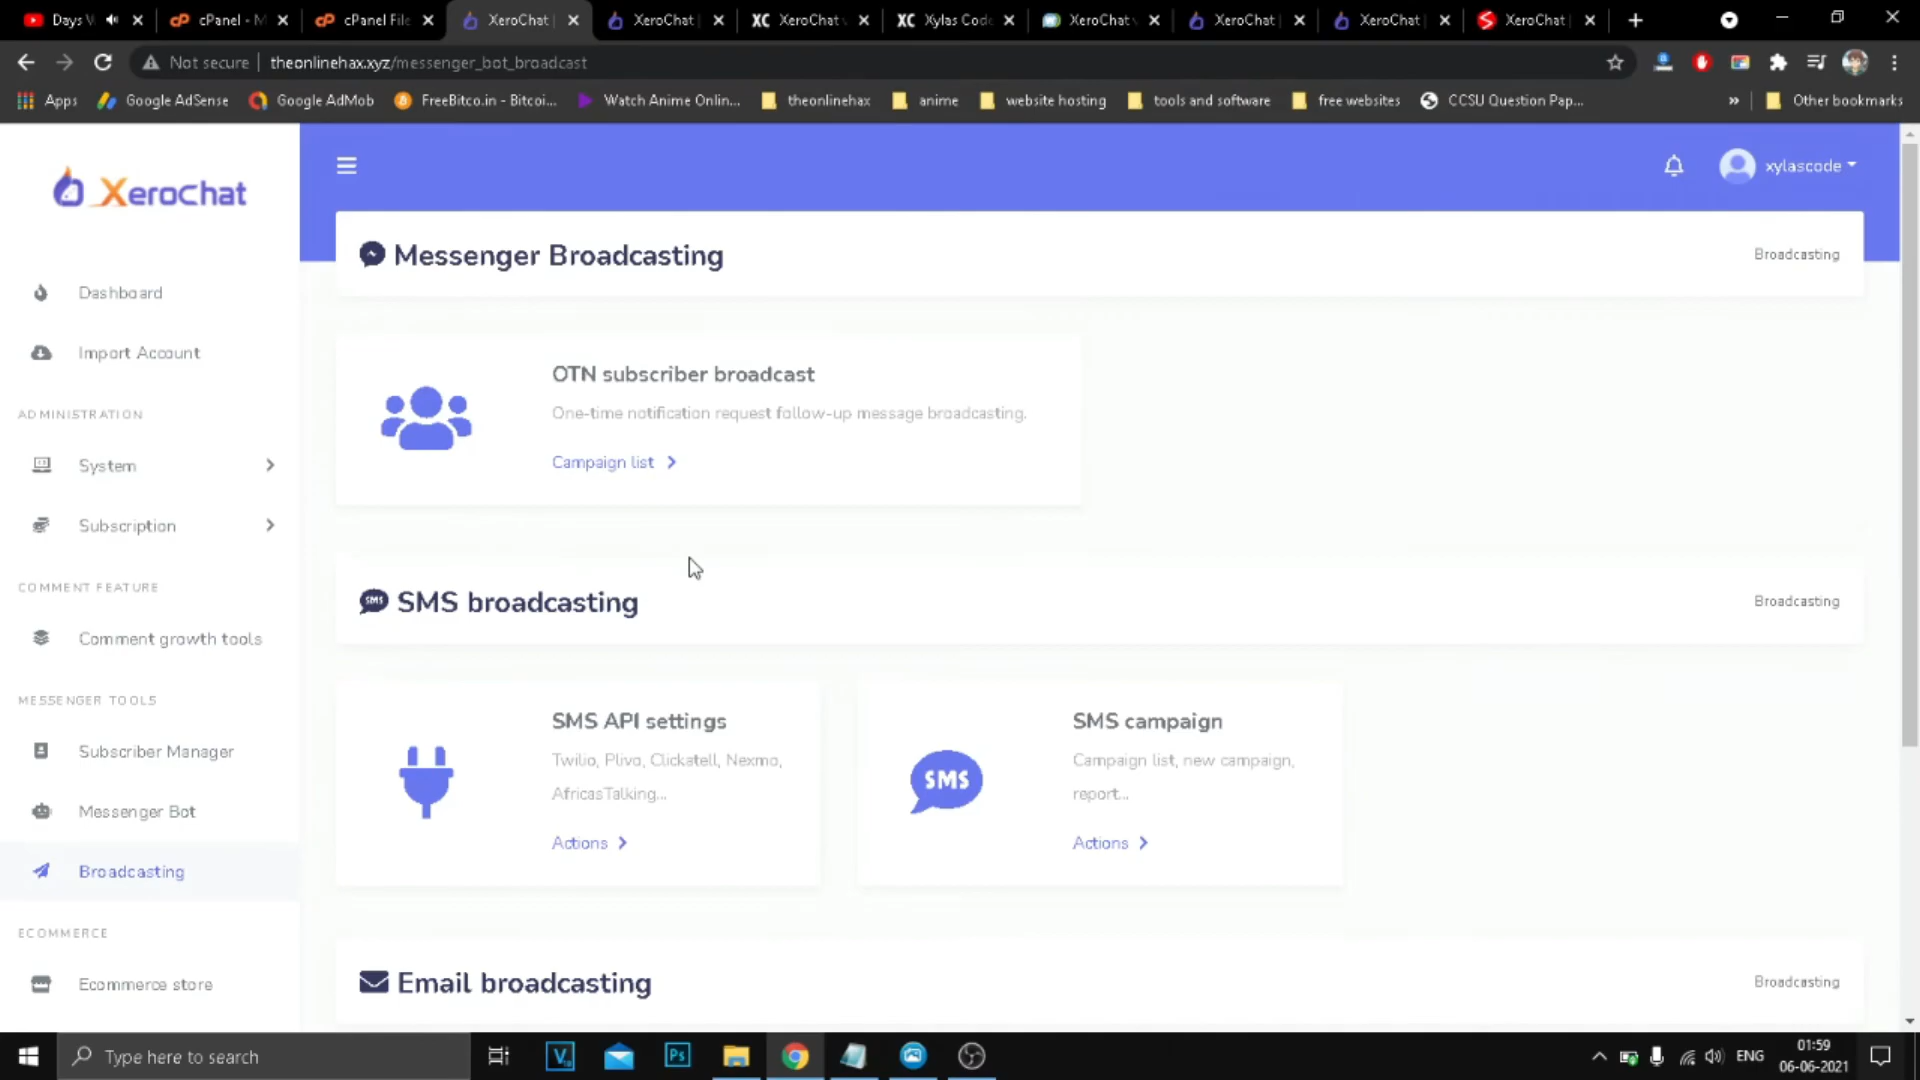 Days V
cPanel - M
cPanel File
XeroChat |
XeroChat |
XC XeroChat v
XC Xylas Code
XeroChat v
XeroChat |
XeroChat |
XeroChat |
Not secure | theonlinehax.xyz/messenger_bot_broadcast
Apps Google AdSense Google AdMob FreeBitco.in - Bitcoi... Watch Anime Onlin... theonlinehax anime website hosting tools and software free websites CCSU Question Pap... » Other bookmarks
XeroChat
xylascode
Messenger Broadcasting
Broadcasting
Dashboard
Import Account
ADMINISTRATION
System
Subscription
COMMENT FEATURE
Comment growth tools
MESSENGER TOOLS
Subscriber Manager
Messenger Bot
Broadcasting
ECOMMERCE
Ecommerce store
OTN subscriber broadcast
One-time notification request follow-up message broadcasting.
Campaign list
SMS
SMS broadcasting
Broadcasting
SMS API settings
Twilio, Plivo, Clickatell, Nexmo,
AfricasTalking...
Actions
SMS
SMS campaign
Campaign list, new campaign,
report...
Actions
Email broadcasting
Broadcasting
Type here to search
Ps
ENG
01:59
06-06-2021